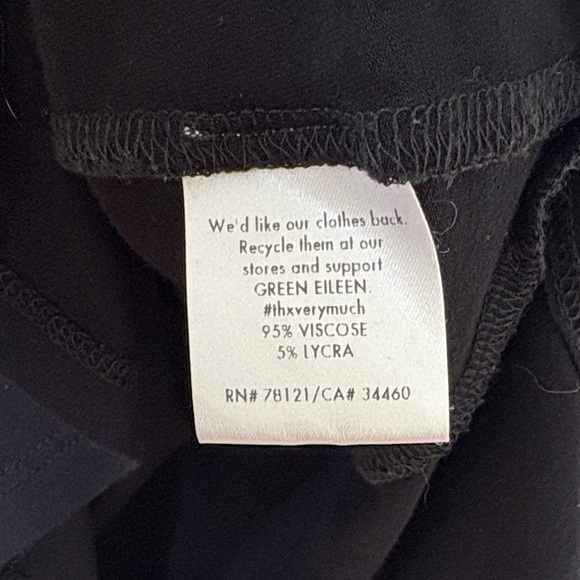 We'd like our clothes back.
Recycle them at our
stores and support
GREEN EILEEN.
#thxverymuch
95% VISCOSE
5% LYCRA
RN# 78121/CA# 34460